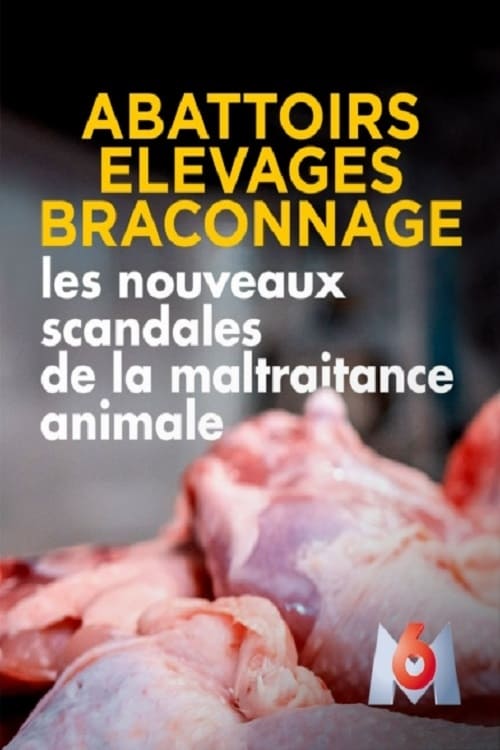 ABATTOIRS
ELEVAGES
BRACONNAGE
les nouveaux
scandales
de la maltraitance
animale
M6